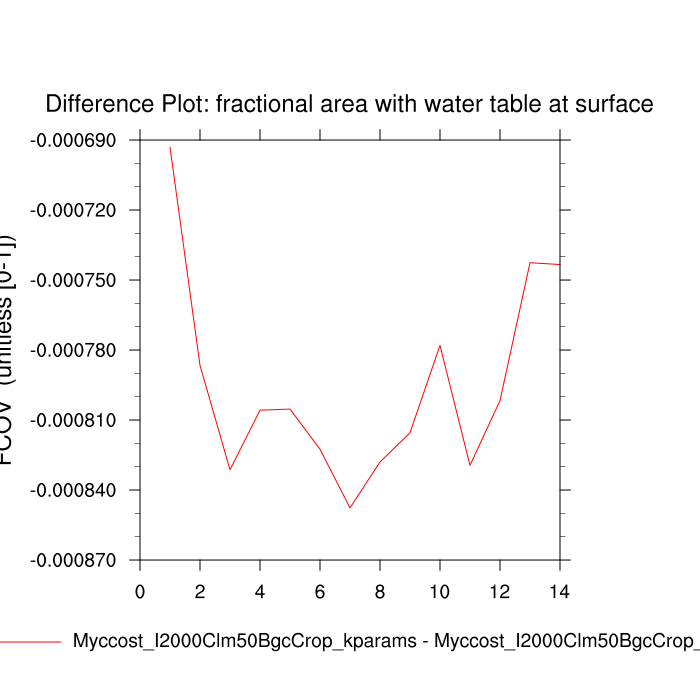 Difference Plot: fractional area with water table at surface
-0.000690
-0.000720
-0.000750
-0.000780
-0.000810
-0.000840
-0.000870
FCOV (unitless [0-1])
0 2 4 6 8 10 12 14
Myccost_I2000Clm50BgcCrop_kparams - Myccost_I2000Clm50BgcCrop_